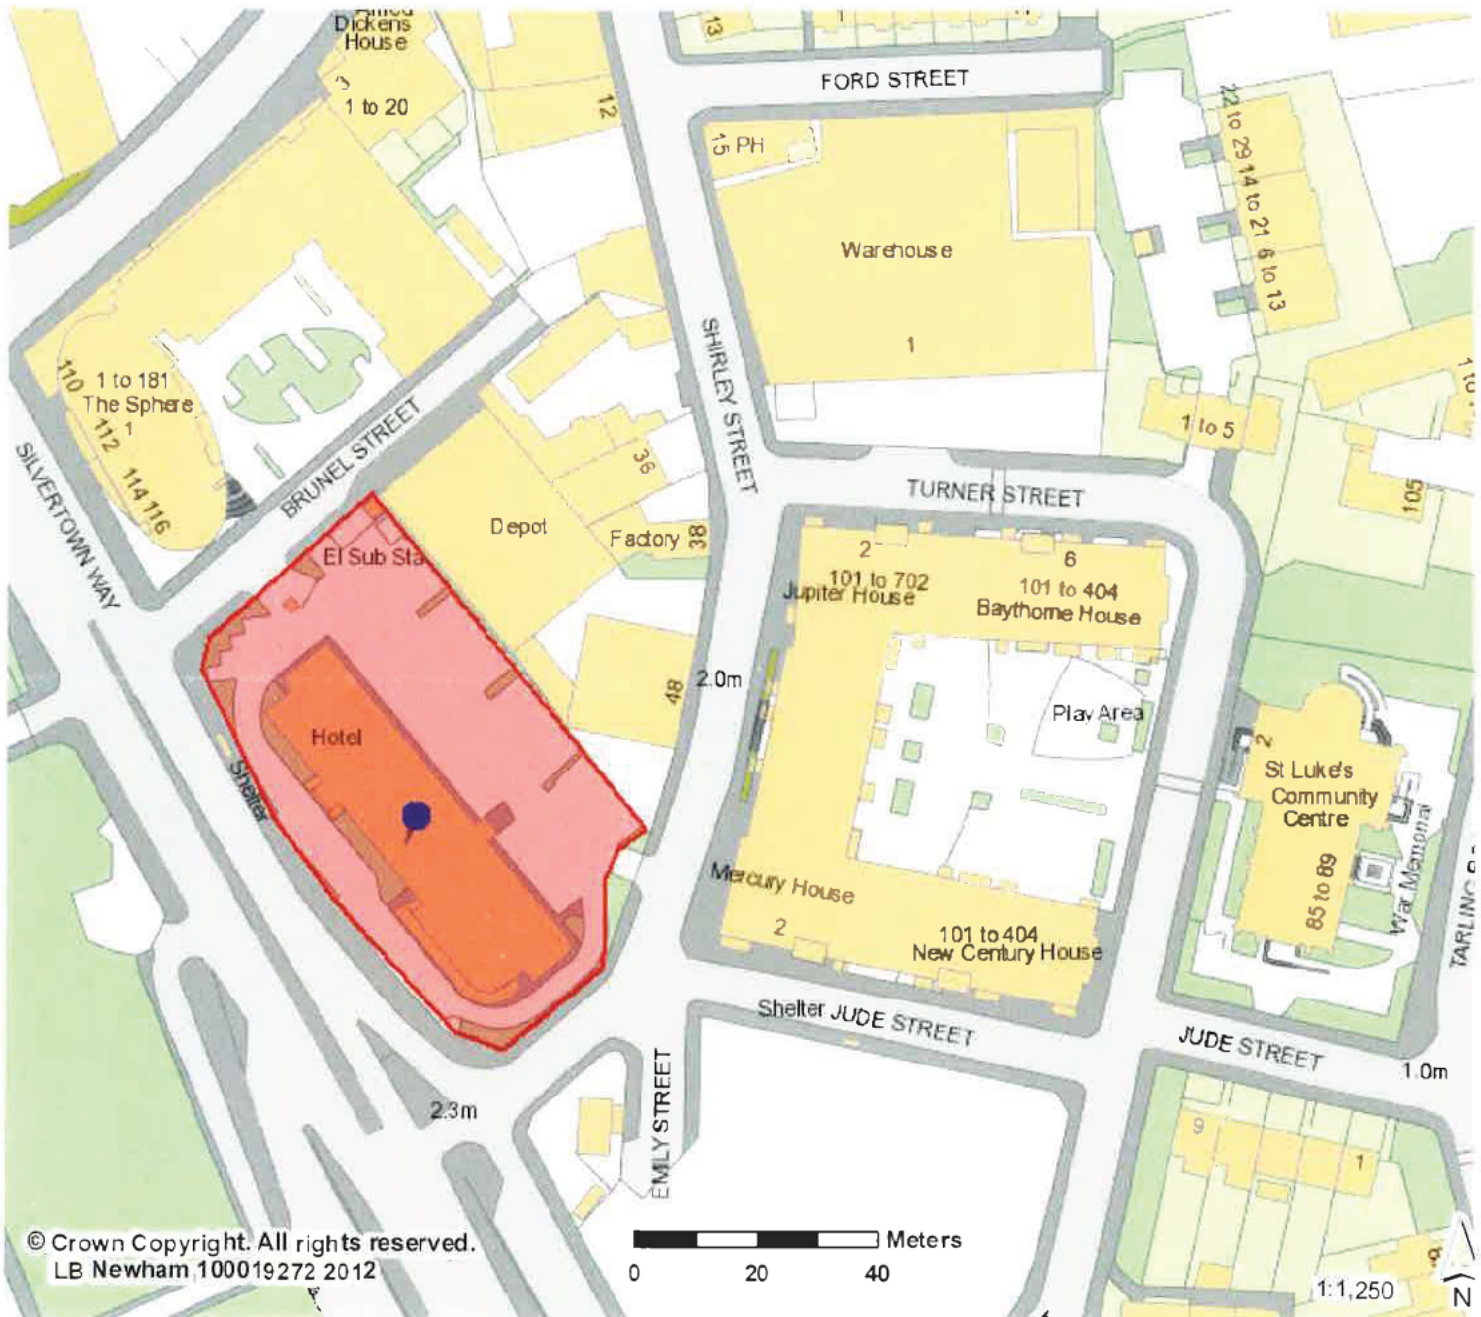 Dickens
House
3
1 to 20
12
13
1
FORD STREET
15 PH
Warehouse
1
22 to 29
14 to 21
6 to 13
1 to 5
105
SHIRLEY STREET
110
1 to 181
The Sphere
1
112
114
116
SILVERTOWN WAY
BRUNEL STREET
36
Depot
Factory
38
El Sub Sta
TURNER STREET
2
101 to 702
Jupiter House
6
101 to 404
Baythorne House
48
2.0m
Hotel
Shelter
Play Area
2
St Luke's
Community
Centre
85 to 89
War Memorial
TARLING
Mercury House
2
101 to 404
New Century House
Shelter
JUDE STREET
JUDE STREET
1.0m
2.3m
EMILY STREET
9
1
9
© Crown Copyright. All rights reserved.
LB Newham 100019272 2012
Meters
0
20
40
1:1,250
N